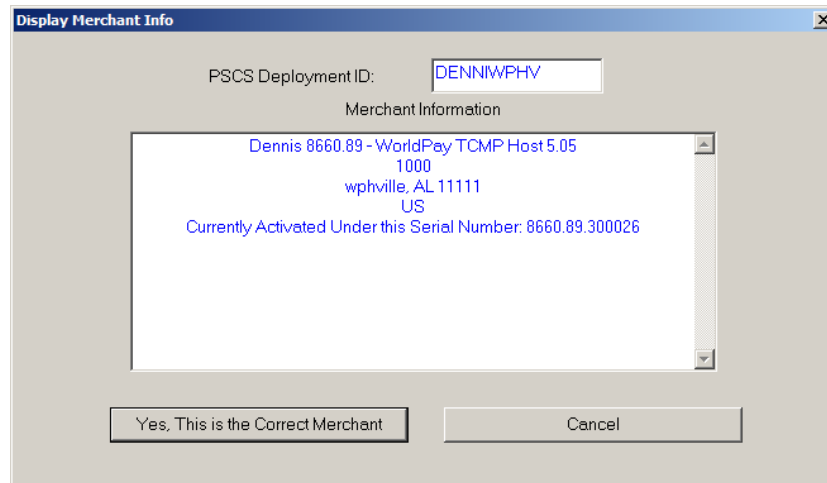 Display Merchant Info
PSCS Deployment ID: DENNIWPHV
Merchant Information
Dennis 8660.89 - WorldPay TCMP Host 5.05
1000
wphville, AL 11111
US
Currently Activated Under this Serial Number: 8660.89.300026
Yes, This is the Correct Merchant Cancel